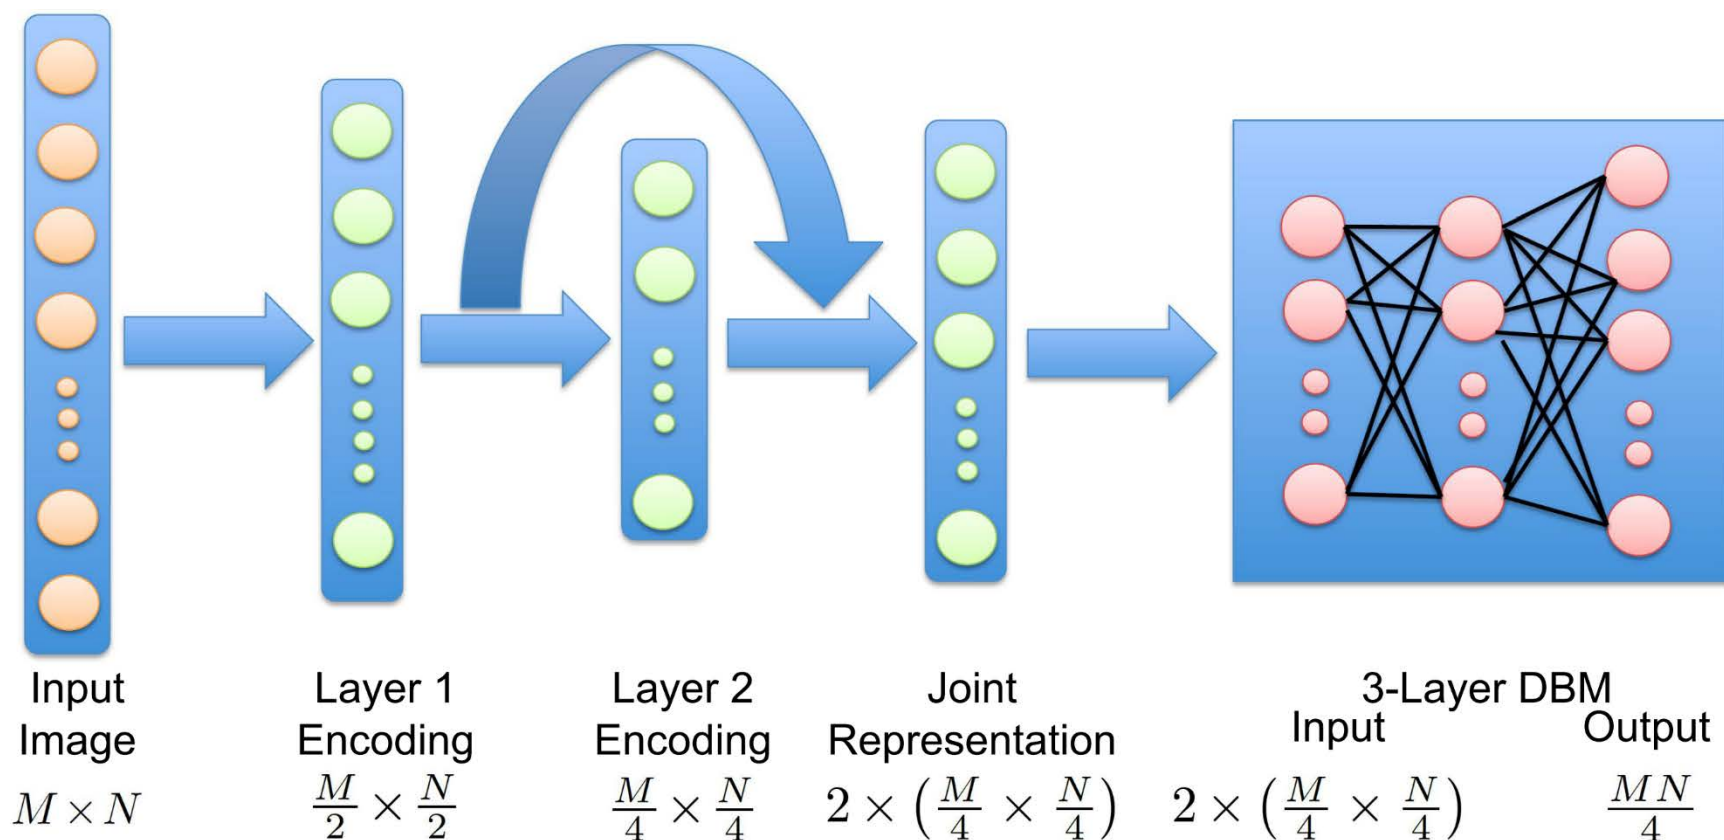 Input
Image
M × N
Layer 1
Encoding
M/2 × N/2
Layer 2
Encoding
M/4 × N/4
Joint
Representation
2 × (M/4 × N/4)
3-Layer DBM
Input
2 × (M/4 × N/4)
Output
MN/4